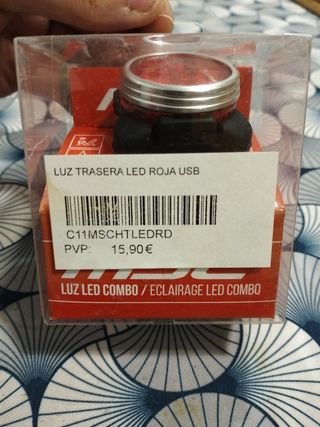 LUZ TRASERA LED ROJA USB
C11MSCHTLEDRD
PVP: 15,90€
MSC
LUZ LED COMBO / ECLAIRAGE LED COMBO